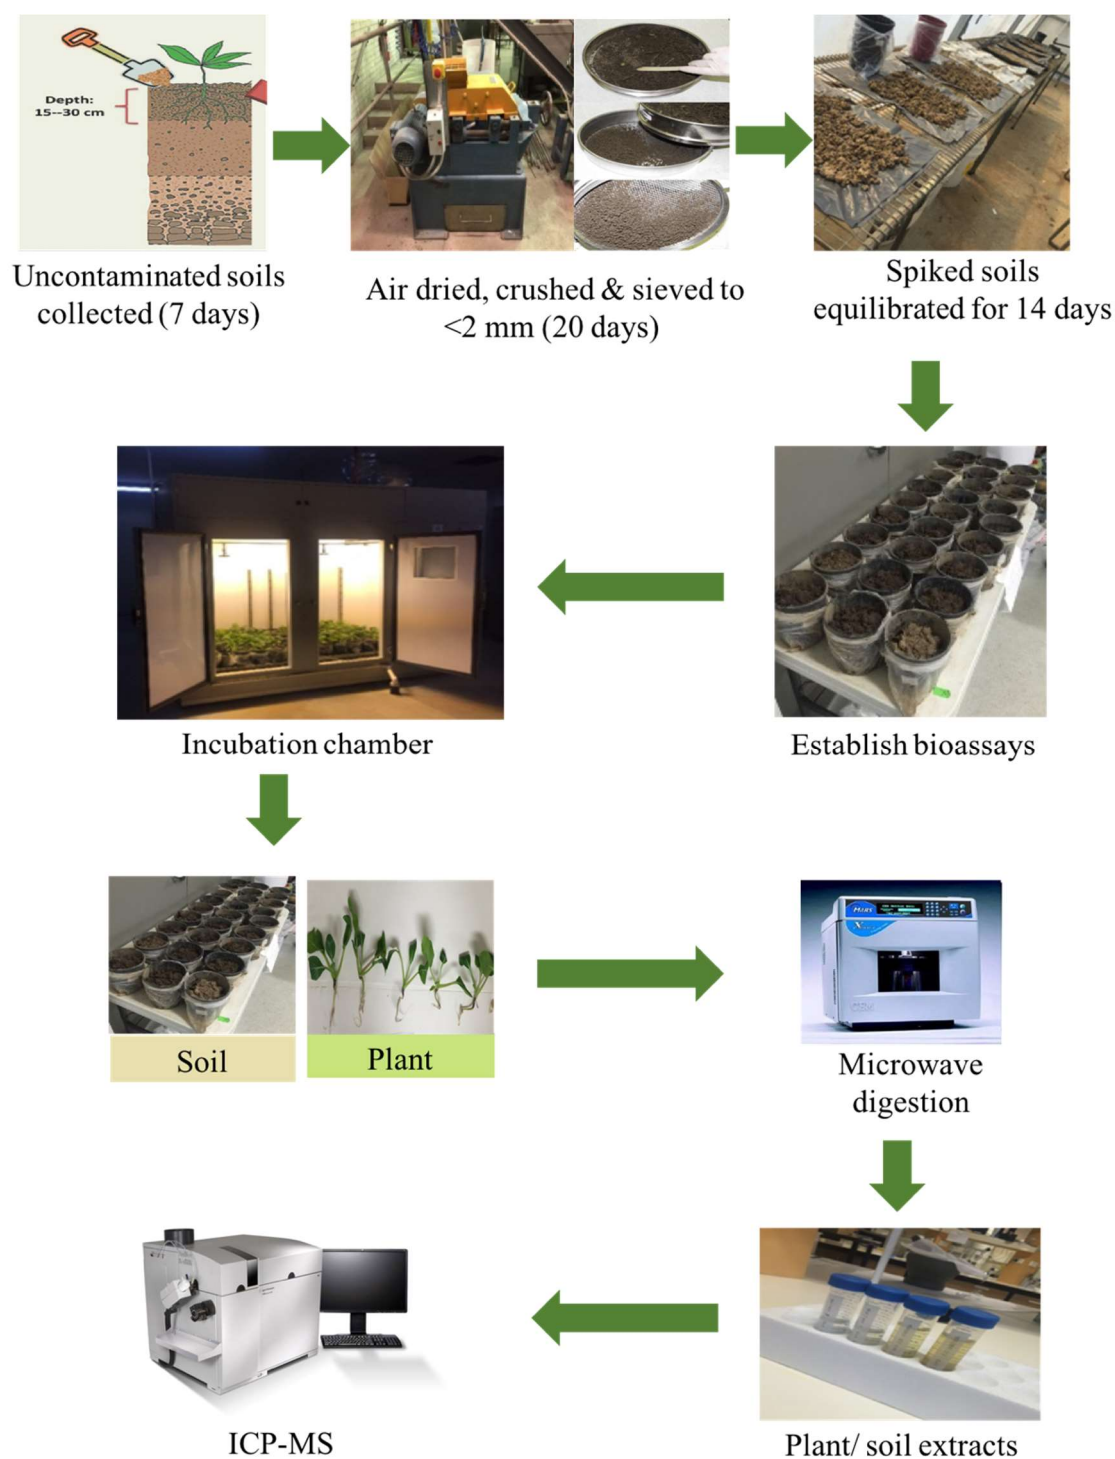 Depth:
15--30 cm
Uncontaminated soils
collected (7 days)
Air dried, crushed & sieved to
<2 mm (20 days)
Spiked soils
equilibrated for 14 days
Establish bioassays
Incubation chamber
Soil
Plant
MARS
Microwave
digestion
Plant/ soil extracts
ICP-MS